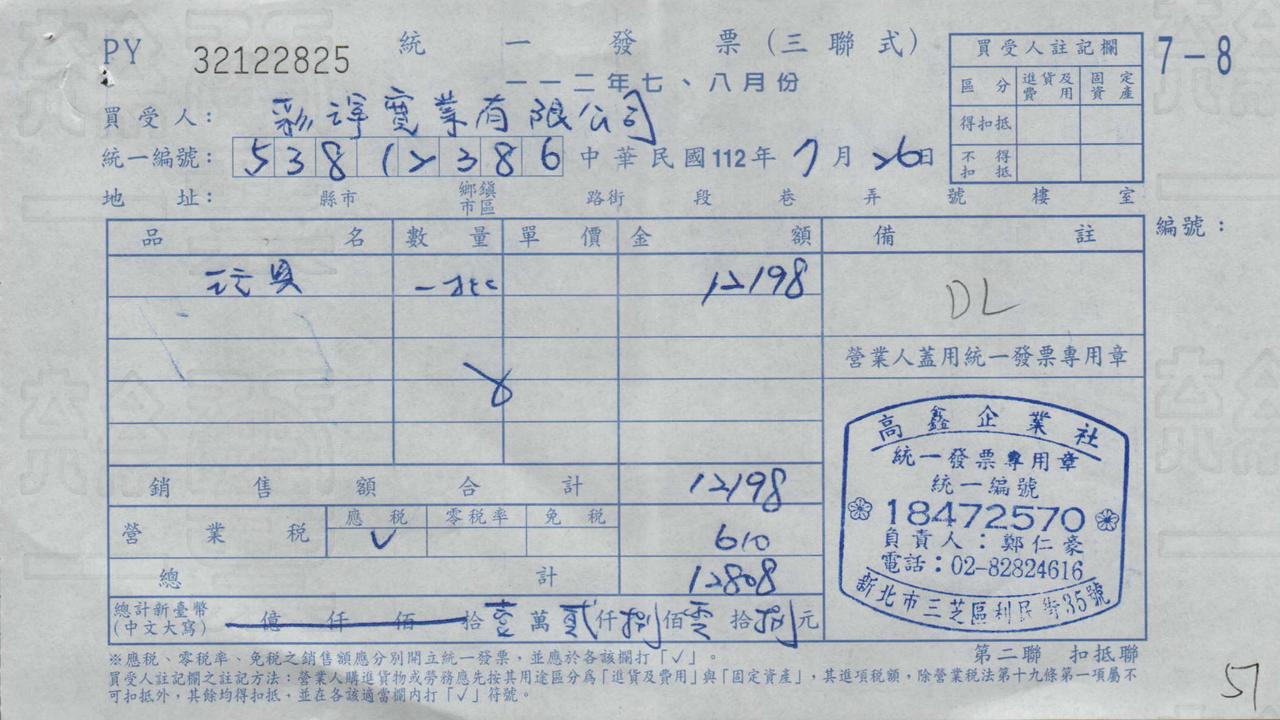 PY 32122825
統一發票(三聯式)
一一二年七、八月份
7-8
買受人註記欄
區分 進貨及費用 固定資產
得扣抵
不得扣抵
買受人: 彩諄實業有限公司
統一編號: 53812386 中華民國112年7月26日
地址: 縣市 鄉鎮市區 路街 段 巷 弄 號 樓 室
編號:
品名 數量 單價 金額 備註
玩具 一批 12198
DL
營業人蓋用統一發票專用章
高鑫企業社
統一發票專用章
統一編號
18472570
負責人:鄭仁豪
電話:02-82824616
新北市三芝區利民街35號
銷售額合計 12198
營業稅 應稅 零稅率 免稅
✓ 610
總計 12808
總計新臺幣(中文大寫) 億仟佰拾壹萬貳仟捌佰零拾捌元
※應稅、零稅率、免稅之銷售額應分別開立統一發票,並應於各該欄打「✓」。
第二聯 扣抵聯
買受人註記欄之註記方法:營業人購進貨物或勞務應先按其用途區分為「進貨及費用」與「固定資產」,其進項稅額,除營業稅法第十九條第一項屬不
可扣抵外,其餘均得扣抵,並在各該適當欄內打「✓」符號。
57